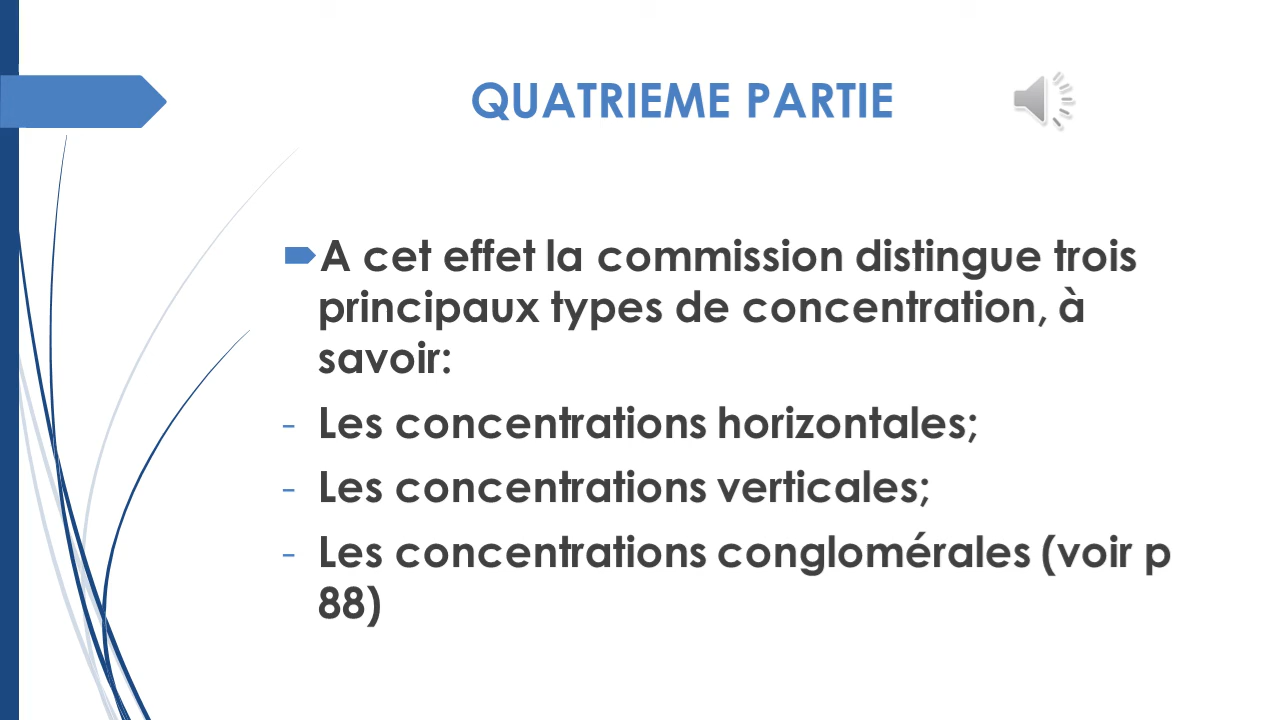 QUATRIEME PARTIE
A cet effet la commission distingue trois
principaux types de concentration, à
savoir:
- Les concentrations horizontales;
- Les concentrations verticales;
- Les concentrations conglomérales (voir p
88)